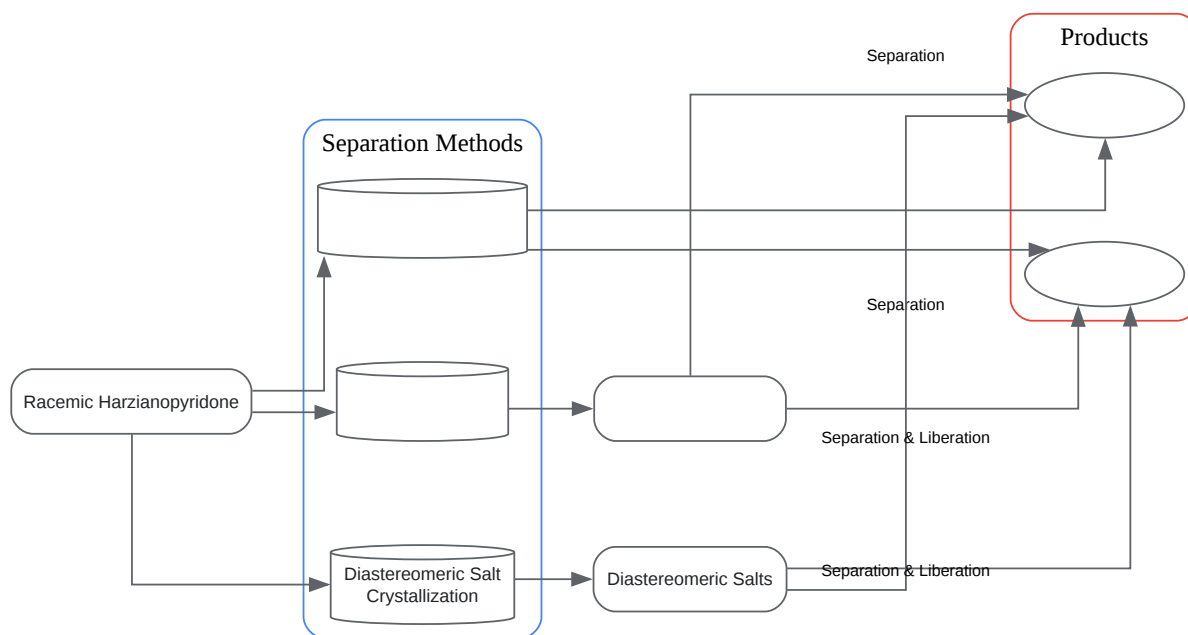 Products
Separation
Separation Methods
Separation
Racemic Harzianopyridone
Separation & Liberation
Diastereomeric Salt
Crystallization
Diastereomeric Salts
Separation & Liberation